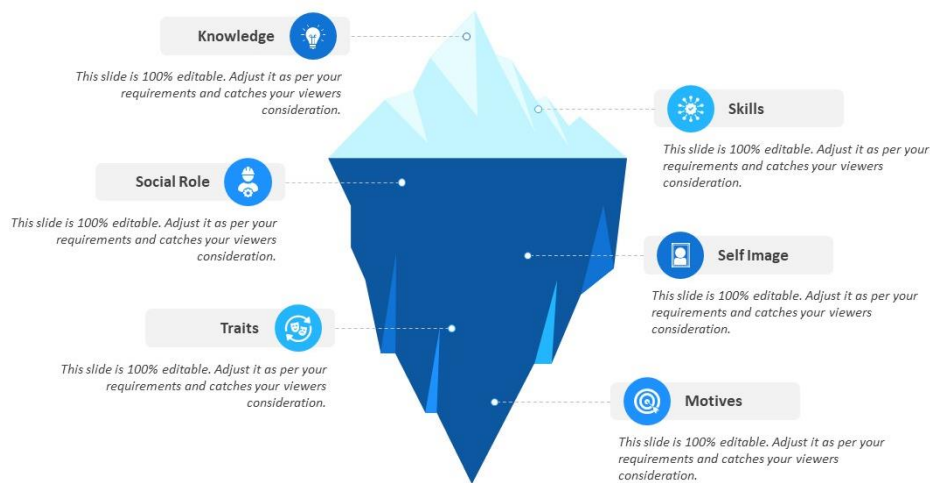 Knowledge
This slide is 100% editable. Adjust it as per your
requirements and catches your viewers
consideration.
Skills
This slide is 100% editable. Adjust it as per your
requirements and catches your viewers
consideration.
Social Role
This slide is 100% editable. Adjust it as per your
requirements and catches your viewers
consideration.
Self Image
This slide is 100% editable. Adjust it as per your
requirements and catches your viewers
consideration.
Traits
This slide is 100% editable. Adjust it as per your
requirements and catches your viewers
consideration.
Motives
This slide is 100% editable. Adjust it as per your
requirements and catches your viewers
consideration.